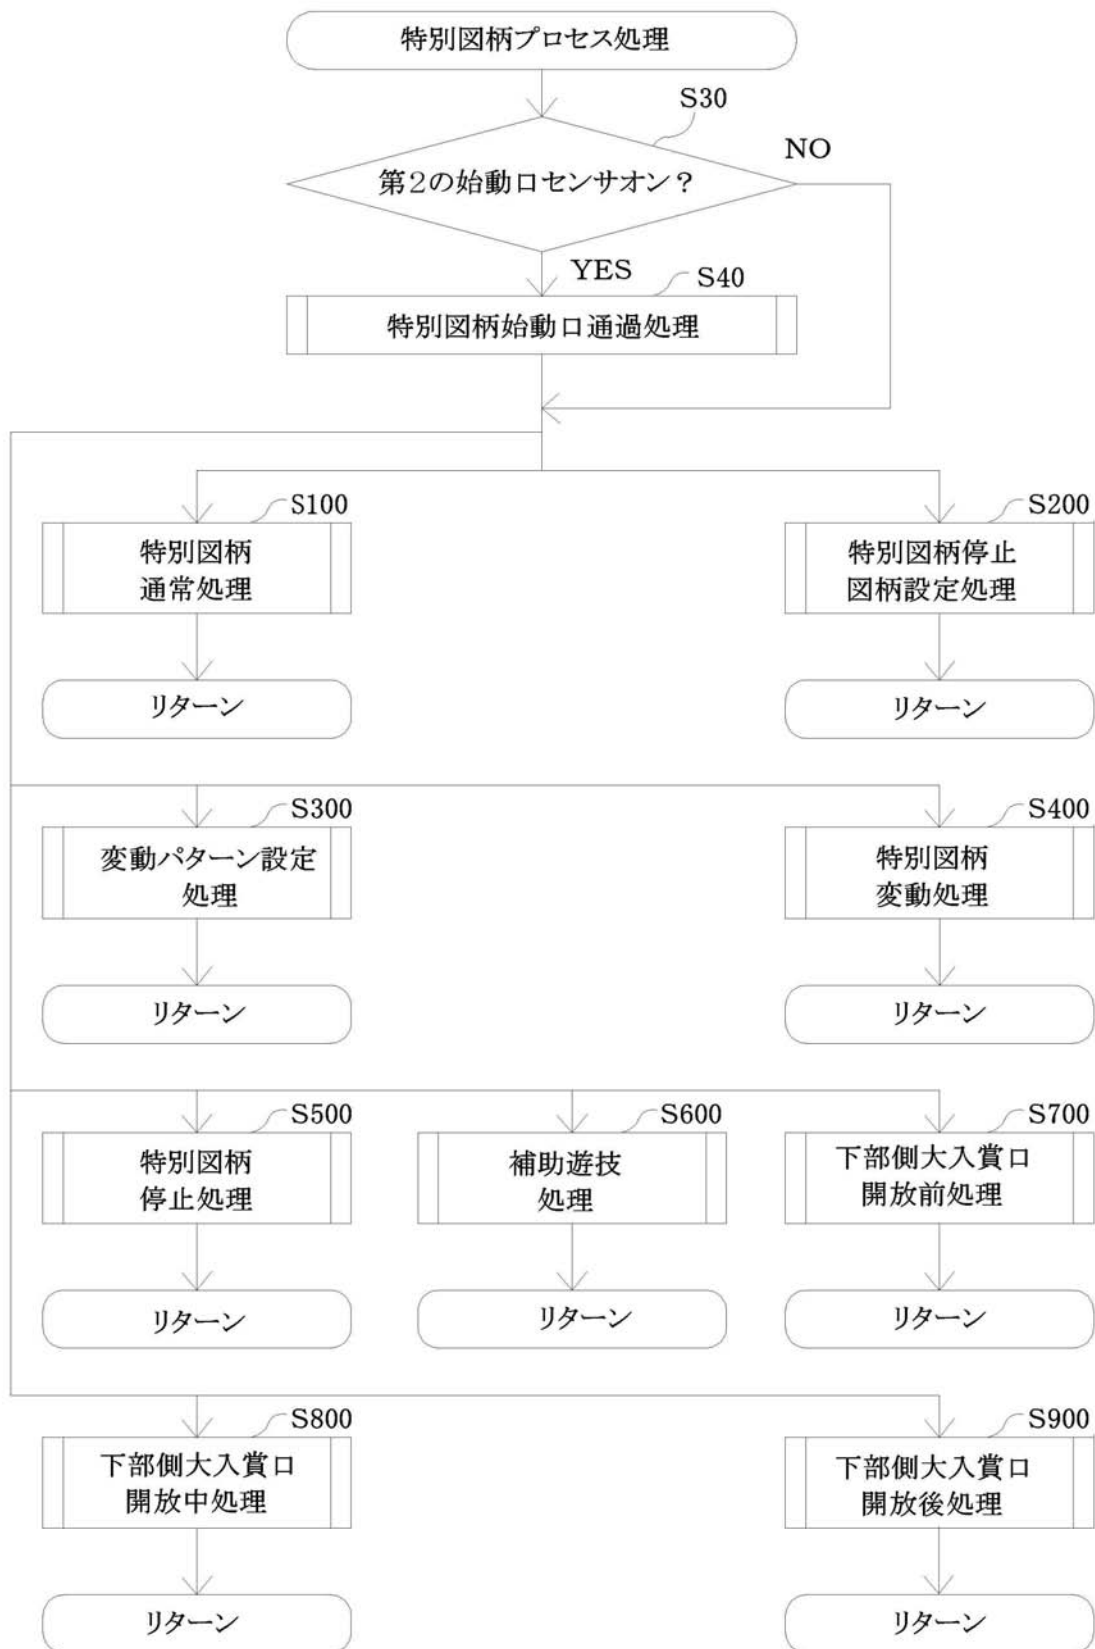 特別図柄プロセス処理
S30
第2の始動口センサオン?
NO
YES
S40
特別図柄始動口通過処理
S100
特別図柄
通常処理
リターン
S200
特別図柄停止
図柄設定処理
リターン
S300
変動パターン設定
処理
リターン
S400
特別図柄
変動処理
リターン
S500
特別図柄
停止処理
リターン
S600
補助遊技
処理
リターン
S700
下部側大入賞口
開放前処理
リターン
S800
下部側大入賞口
開放中処理
リターン
S900
下部側大入賞口
開放後処理
リターン